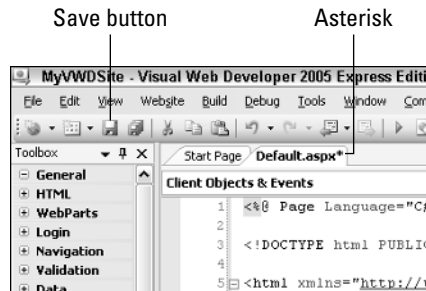 Save button
Asterisk
MyVWDSite - Visual Web Developer 2005 Express Editi
File Edit View Website Build Debug Tools Window Com
Toolbox
Start Page Default.aspx*
General
Client Objects & Events
HTML
1 <%@ Page Language="C#
WebParts
2
Login
3 <!DOCTYPE html PUBLIC
Navigation
4
Validation
5 <html xmlns="http://w
Data